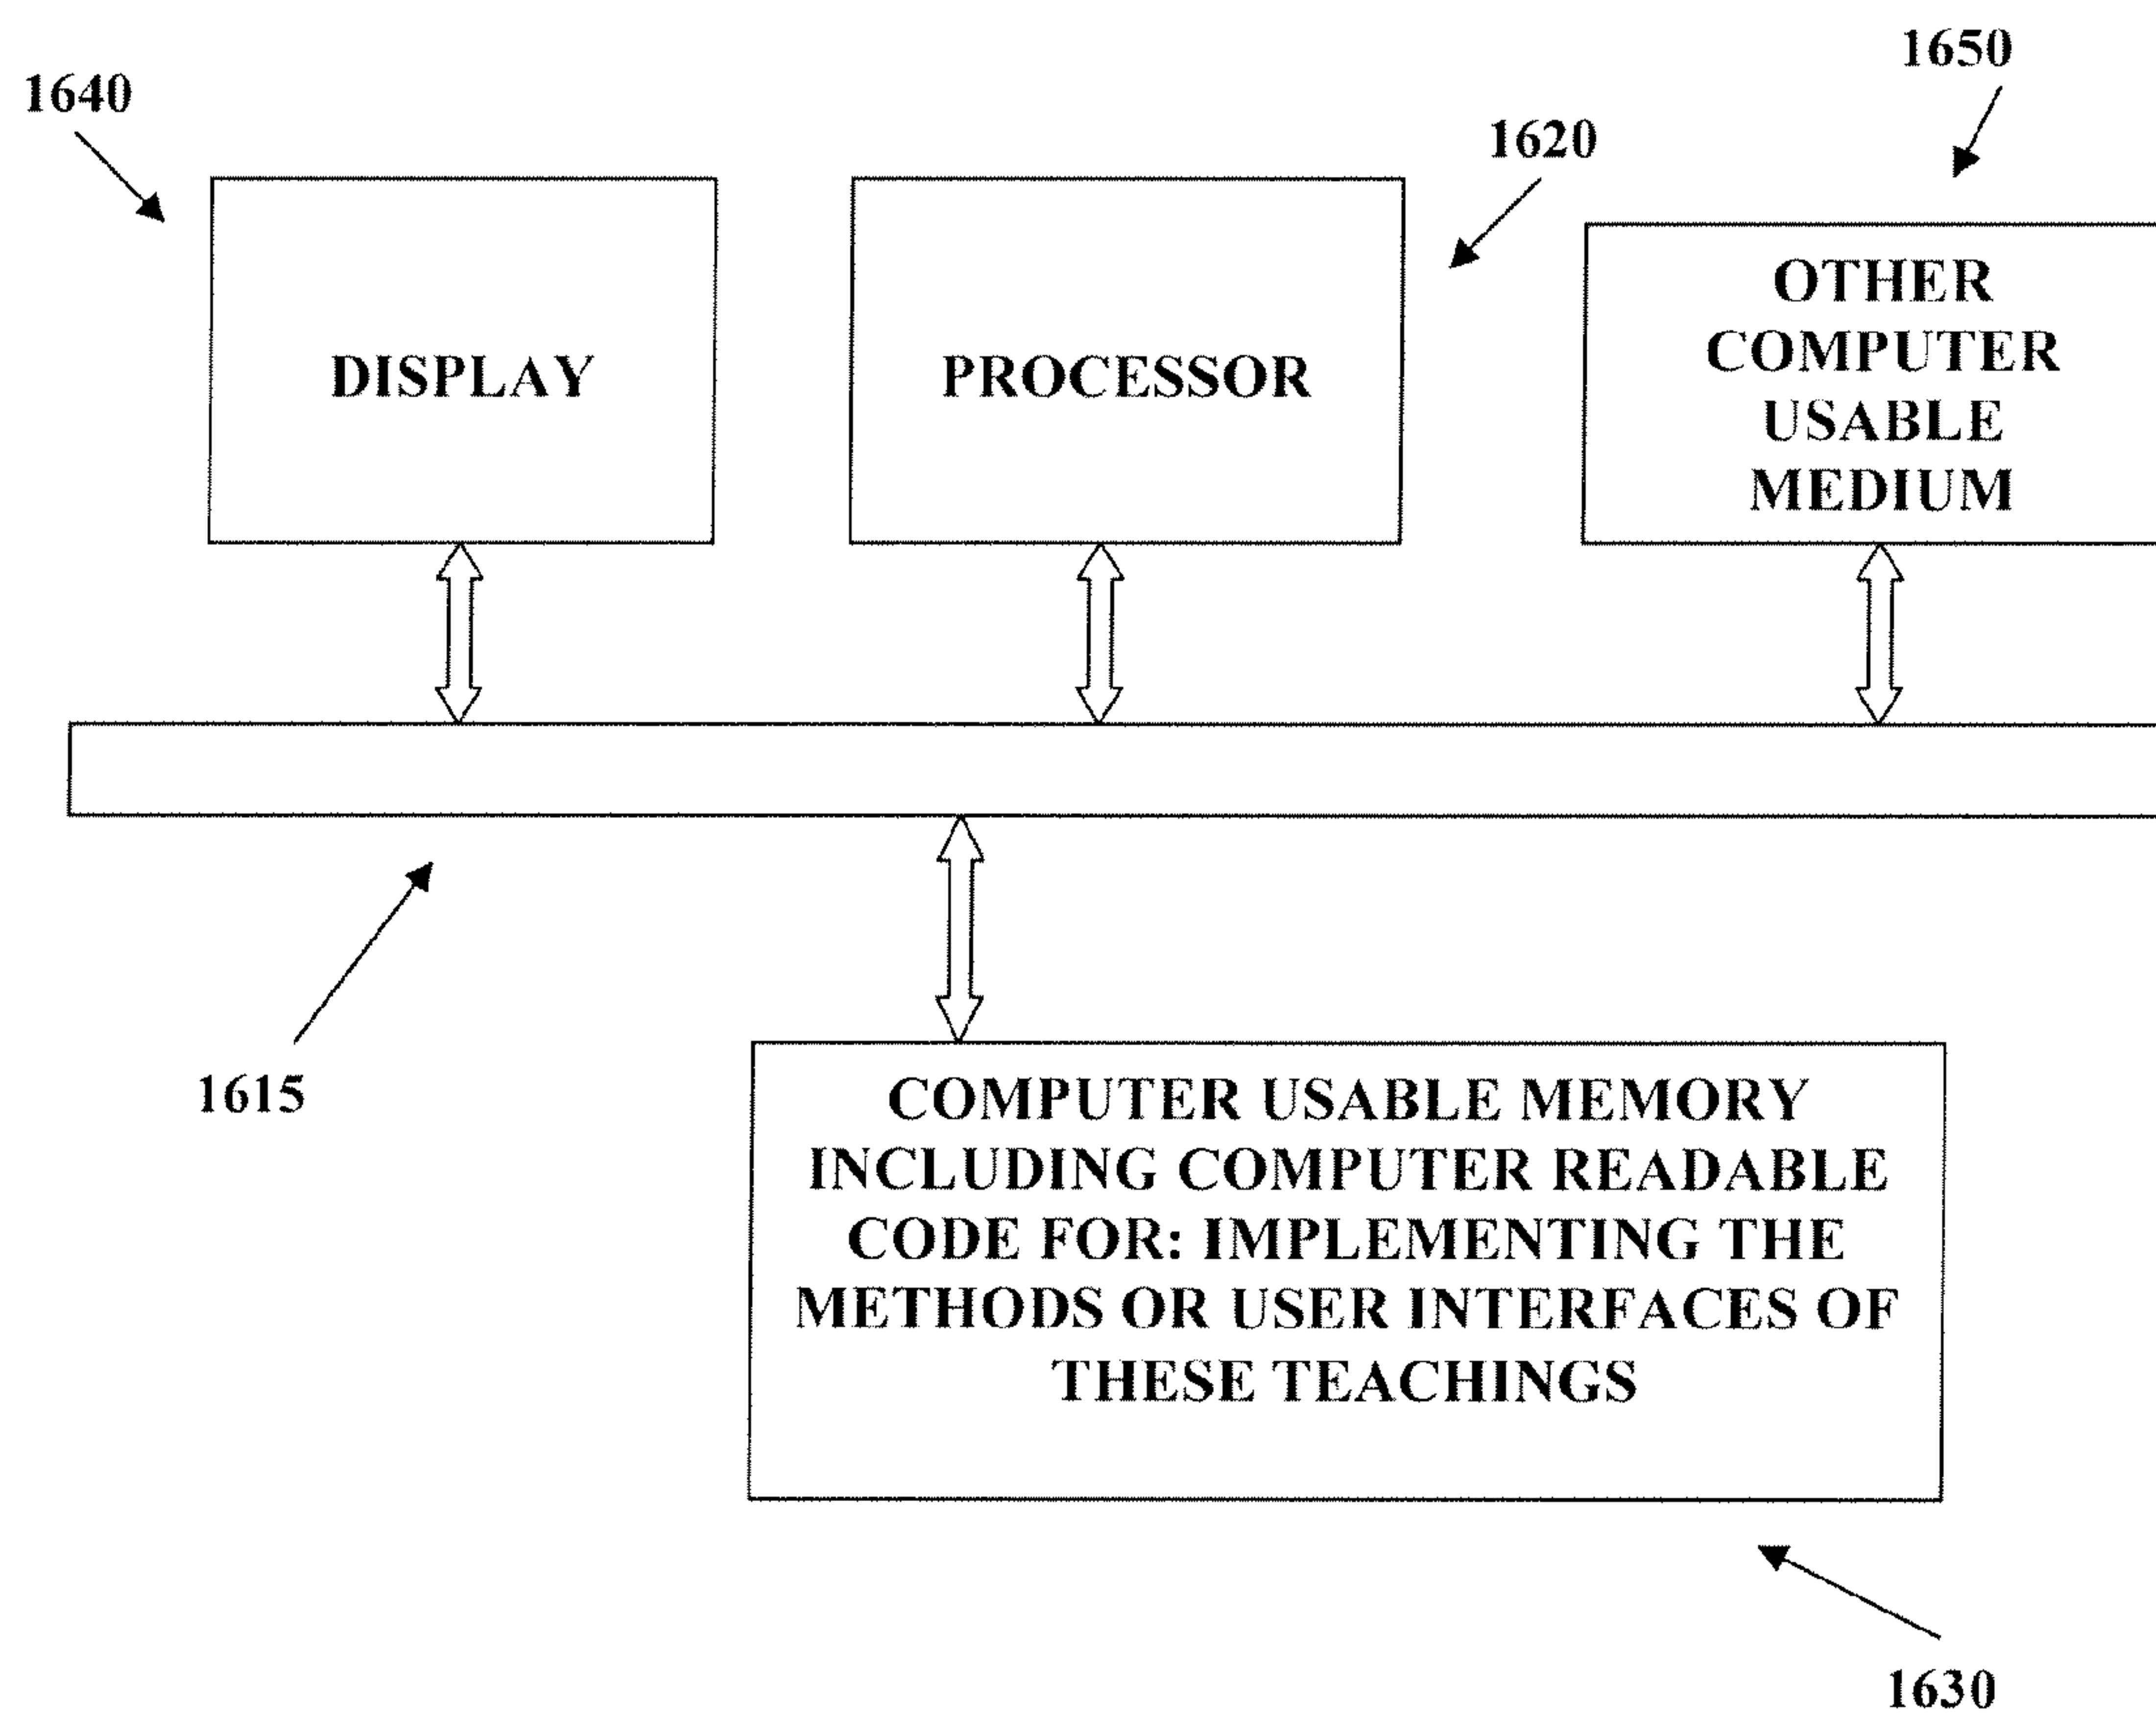 1650
1640
1620
DISPLAY
PROCESSOR
OTHER
COMPUTER
USABLE
MEDIUM
1615
COMPUTER USABLE MEMORY
INCLUDING COMPUTER READABLE
CODE FOR: IMPLEMENTING THE
METHODS OR USER INTERFACES OF
THESE TEACHINGS
1630